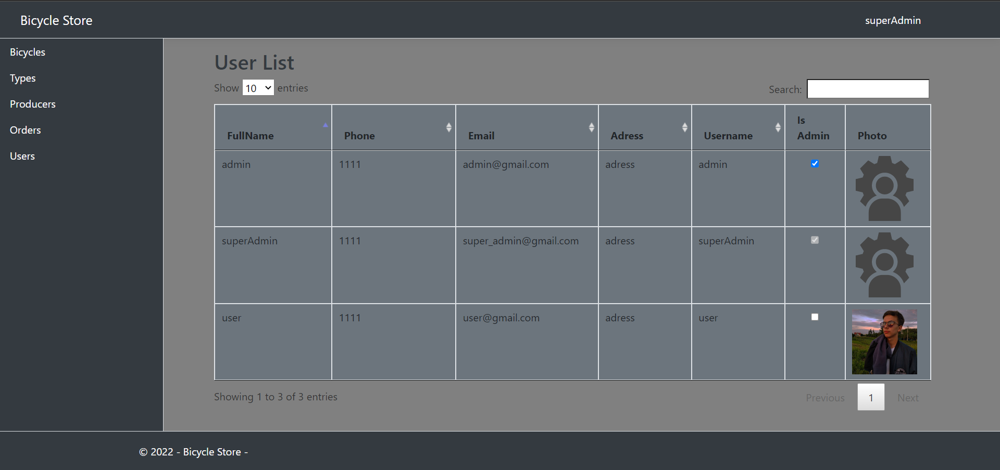 Bicycle Store
superAdmin
Bicycles
Types
Producers
Orders
Users
User List
Show 10 entries
Search:
FullName Phone Email Adress Username Is Admin Photo
admin 1111 admin@gmail.com adress admin
superAdmin 1111 super_admin@gmail.com adress superAdmin
user 1111 user@gmail.com adress user
Showing 1 to 3 of 3 entries
Previous 1 Next
© 2022 - Bicycle Store -